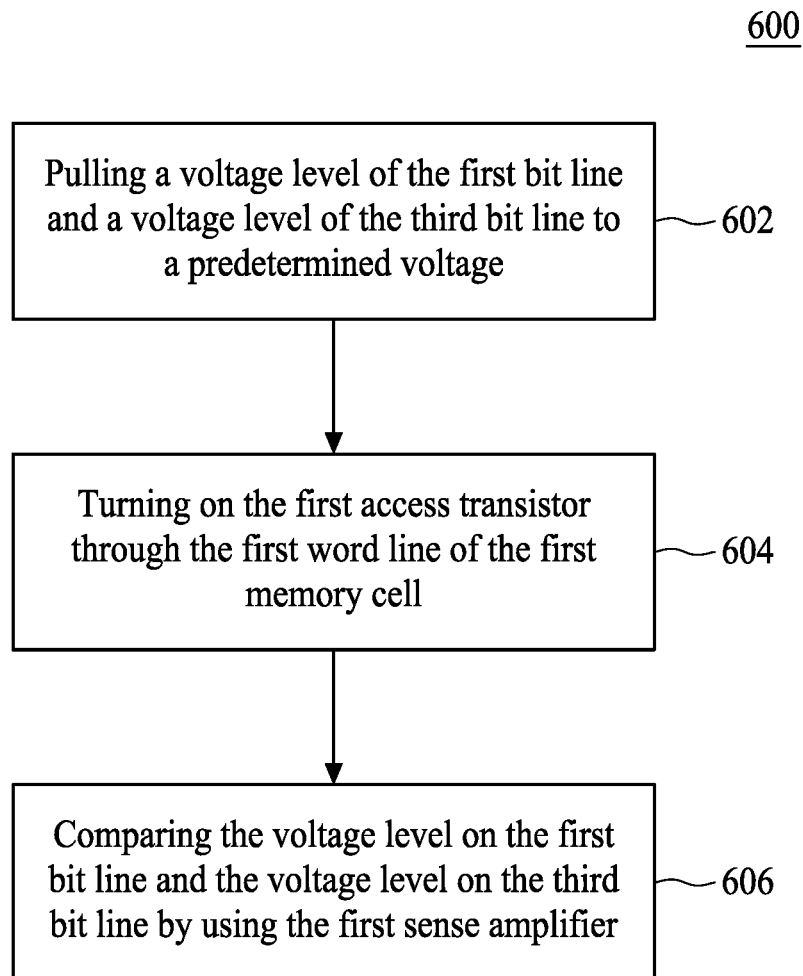 600
Pulling a voltage level of the first bit line
and a voltage level of the third bit line to
a predetermined voltage
602
Turning on the first access transistor
through the first word line of the first
memory cell
604
Comparing the voltage level on the first
bit line and the voltage level on the third
bit line by using the first sense amplifier
606